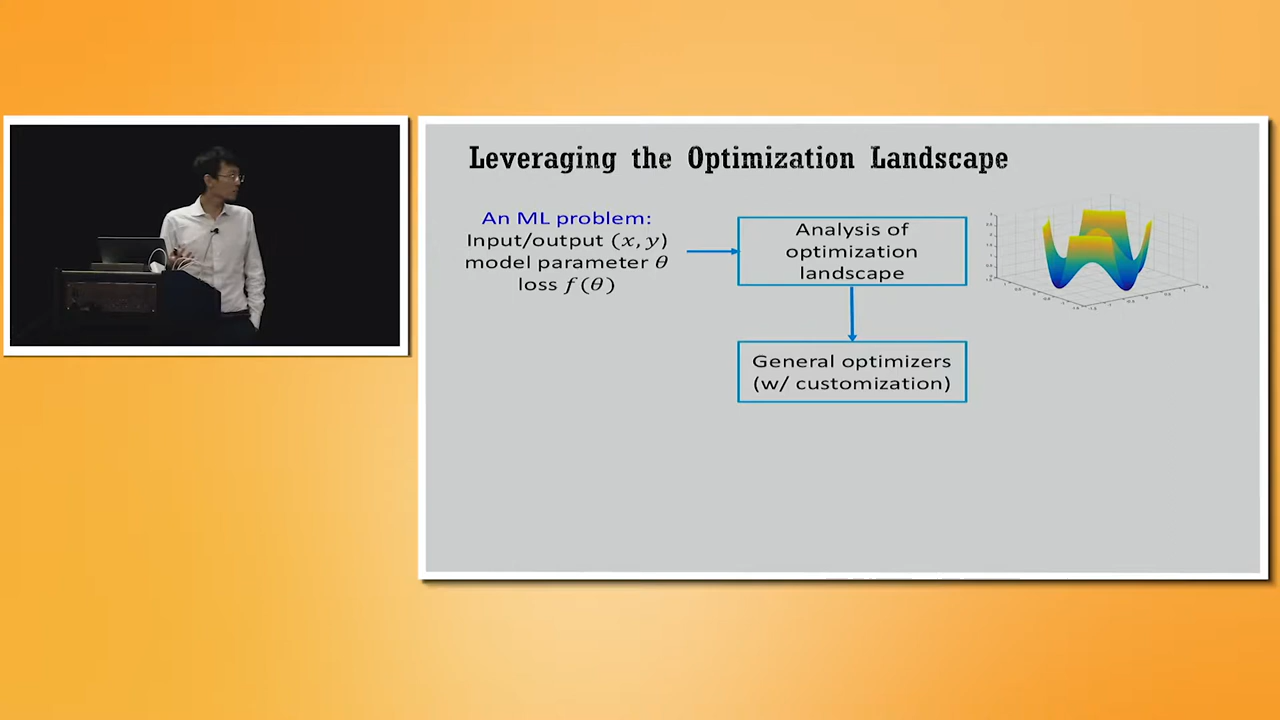 Leveraging the Optimization Landscape
An ML problem:
Input/output (x, y)
model parameter θ
loss f(θ)
Analysis of
optimization
landscape
General optimizers
(w/ customization)